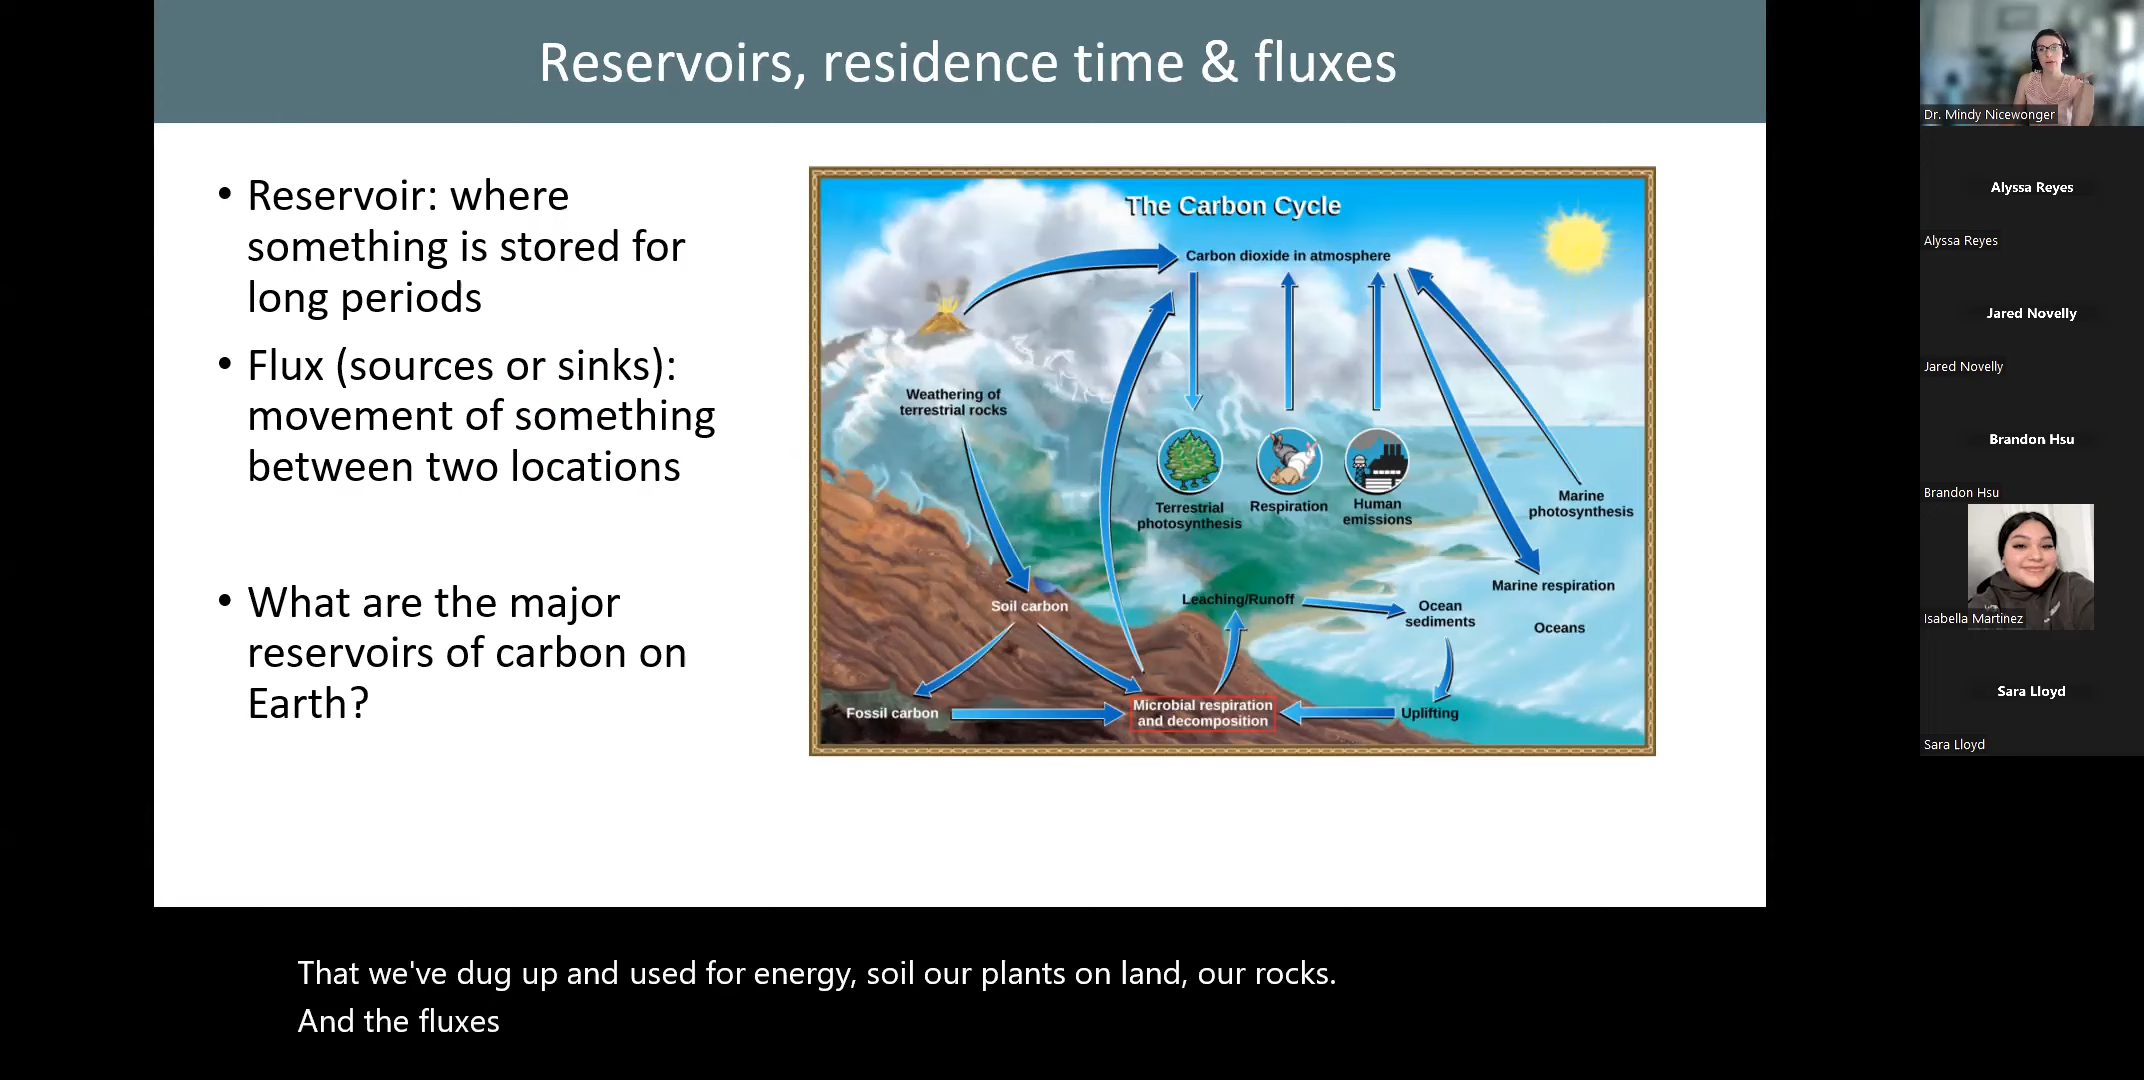 Reservoirs, residence time & fluxes
• Reservoir: where
something is stored for
long periods
• Flux (sources or sinks):
movement of something
between two locations
• What are the major
reservoirs of carbon on
Earth?
The Carbon Cycle
Carbon dioxide in atmosphere
Weathering of
terrestrial rocks
Terrestrial
photosynthesis
Respiration
Human
emissions
Marine
photosynthesis
Marine respiration
Soil carbon
Leaching/Runoff
Ocean
sediments
Oceans
Fossil carbon
Microbial respiration
and decomposition
Uplifting
That we've dug up and used for energy, soil our plants on land, our rocks.
And the fluxes
Dr. Mindy Nicewonger
Alyssa Reyes
Alyssa Reyes
Jared Novelly
Jared Novelly
Brandon Hsu
Brandon Hsu
Isabella Martinez
Sara Lloyd
Sara Lloyd